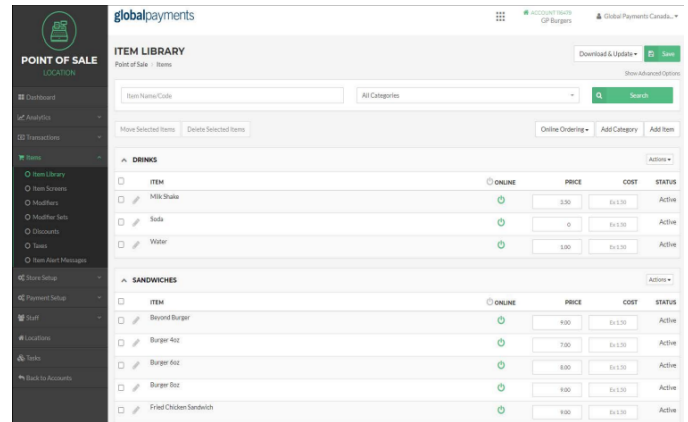 POINT OF SALE
LOCATION
Dashboard
Analytics
Transactions
Items
Item Library
Item Screens
Modifiers
Modifier Sets
Discounts
Taxes
Item Alert Messages
Store Setup
Payment Setup
Staff
Locations
Tasks
Back to Accounts
globalpayments
GP Burgers
Global Payments Canada...
ITEM LIBRARY
Point of Sale > Items
Download & Update
Save
Show Advanced Options
Item Name/Code
All Categories
Search
Move Selected Items Delete Selected Items
Online Ordering Add Category Add Item
DRINKS Actions
ITEM ONLINE PRICE COST STATUS
Milk Shake 3.50 Ex 1.50 Active
Soda 0 Ex 1.50 Active
Water 1.00 Ex 1.50 Active
SANDWICHES Actions
ITEM ONLINE PRICE COST STATUS
Beyond Burger 9.00 Ex 1.50 Active
Burger 4oz 7.00 Ex 1.50 Active
Burger 6oz 8.00 Ex 1.50 Active
Burger 8oz 9.00 Ex 1.50 Active
Fried Chicken Sandwich 9.00 Ex 1.50 Active